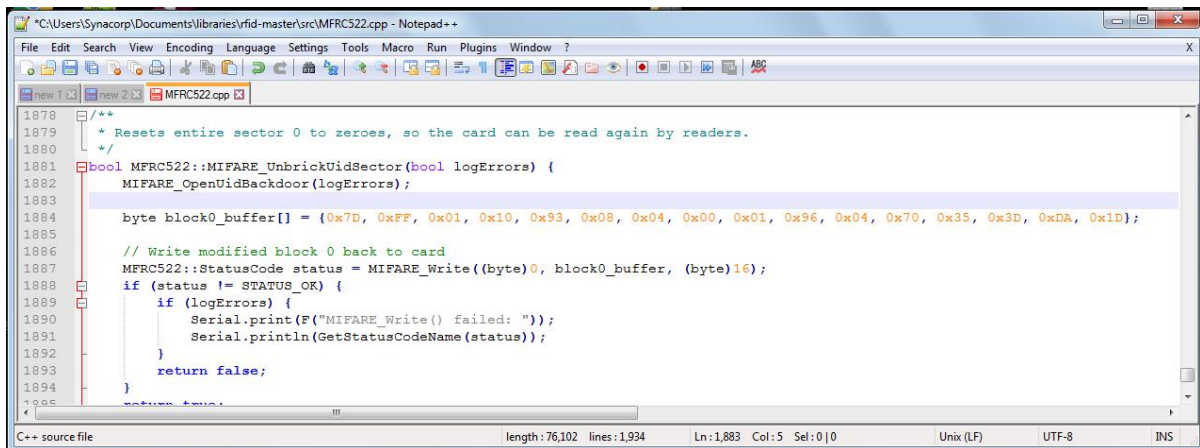 *C:\Users\Synacorp\Documents\libraries\rfid-master\src\MFRC522.cpp - Notepad++
File Edit Search View Encoding Language Settings Tools Macro Run Plugins Window ? X
ABC
new 1 new 2 MFRC522.cpp
1878 /**
1879 * Resets entire sector 0 to zeroes, so the card can be read again by readers.
1880 */
1881 bool MFRC522::MIFARE_UnbrickUidSector(bool logErrors) {
1882 MIFARE_OpenUidBackdoor(logErrors);
1883
1884 byte block0_buffer[] = {0x7D, 0xFF, 0x01, 0x10, 0x93, 0x08, 0x04, 0x00, 0x01, 0x96, 0x04, 0x70, 0x35, 0x3D, 0xDA, 0x1D};
1885
1886 // Write modified block 0 back to card
1887 MFRC522::StatusCode status = MIFARE_Write((byte)0, block0_buffer, (byte)16);
1888 if (status != STATUS_OK) {
1889 if (logErrors) {
1890 Serial.print(F("MIFARE_Write() failed: "));
1891 Serial.println(GetStatusCodeName(status));
1892 }
1893 return false;
1894 }
1895 return true;
C++ source file length : 76,102 lines : 1,934 Ln : 1,883 Col : 5 Sel : 0 | 0 Unix (LF) UTF-8 INS